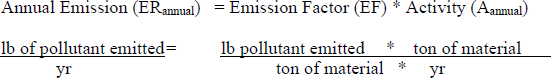 Annual Emission (ERannual) = Emission Factor (EF) * Activity (Aannual)
lb of pollutant emitted= lb pollutant emitted * ton of material
yr ton of material * yr